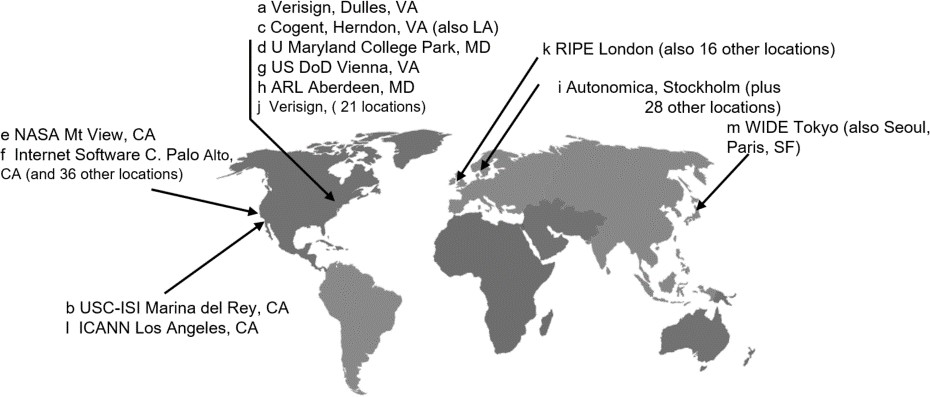 a Verisign, Dulles, VA
c Cogent, Herndon, VA (also LA)
d U Maryland College Park, MD
g US DoD Vienna, VA
h ARL Aberdeen, MD
j Verisign, ( 21 locations)
k RIPE London (also 16 other locations)
i Autonomica, Stockholm (plus
28 other locations)
m WIDE Tokyo (also Seoul,
Paris, SF)
e NASA Mt View, CA
f Internet Software C. Palo Alto,
CA (and 36 other locations)
b USC-ISI Marina del Rey, CA
l ICANN Los Angeles, CA